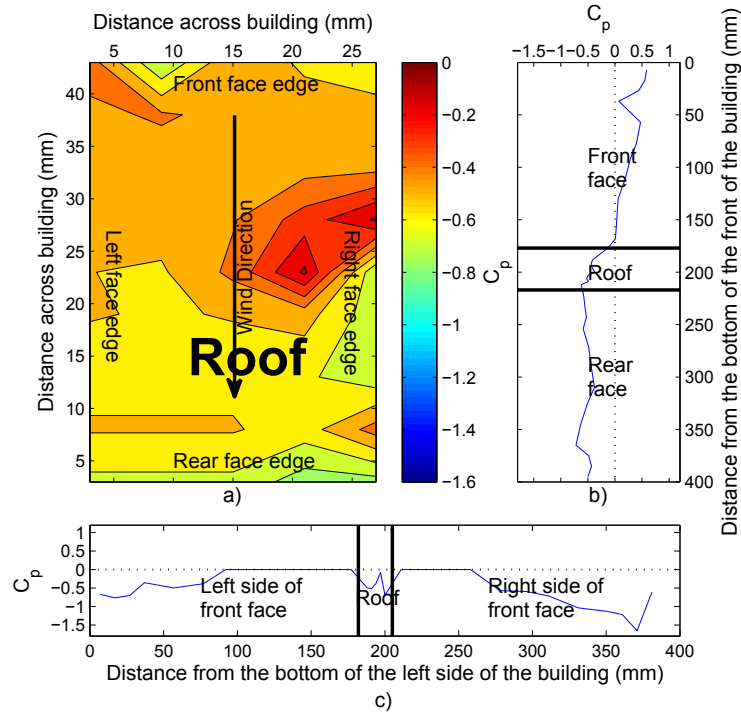 Distance across building (mm)
5 15 25
Distance across building (mm)
40
35
30
25
20
15
10
5
Front face edge
Left face edge
Wind Direction
Right face edge
Roof
Rear face edge
a)
0
−0.2
−0.4
−0.6
−0.8
−1
−1.2
−1.4
−1.6
C_p
C_p
−1.5 −1 −0.5 0 0.5 1
0
50
100
150
200
250
300
350
400
Front
face
Roof
Rear
face
Distance from the bottom of the front of the building (mm)
b)
C_p
1
0.5
0
−0.5
−1
−1.5
Left side of
front face
Roof
Right side of
front face
0 50 100 150 200 250 300 350 400
Distance from the bottom of the left side of the building (mm)
c)